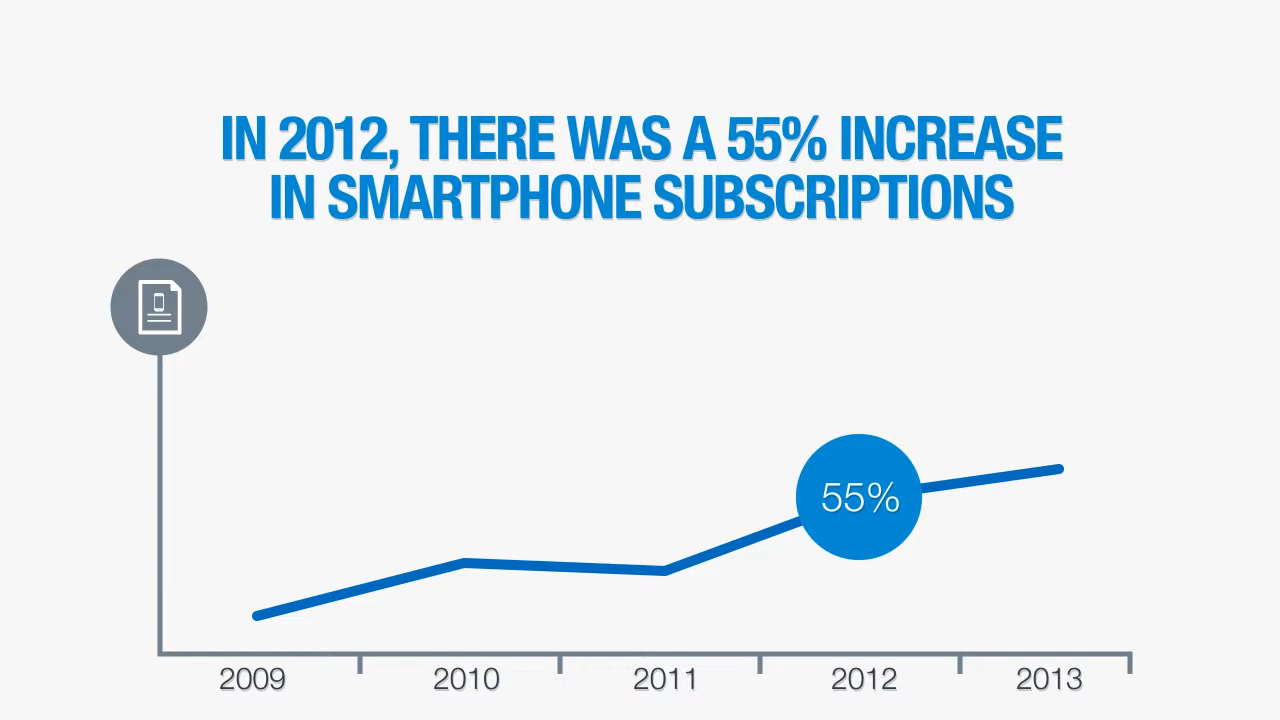 IN 2012, THERE WAS A 55% INCREASE
IN SMARTPHONE SUBSCRIPTIONS
55%
2009 2010 2011 2012 2013